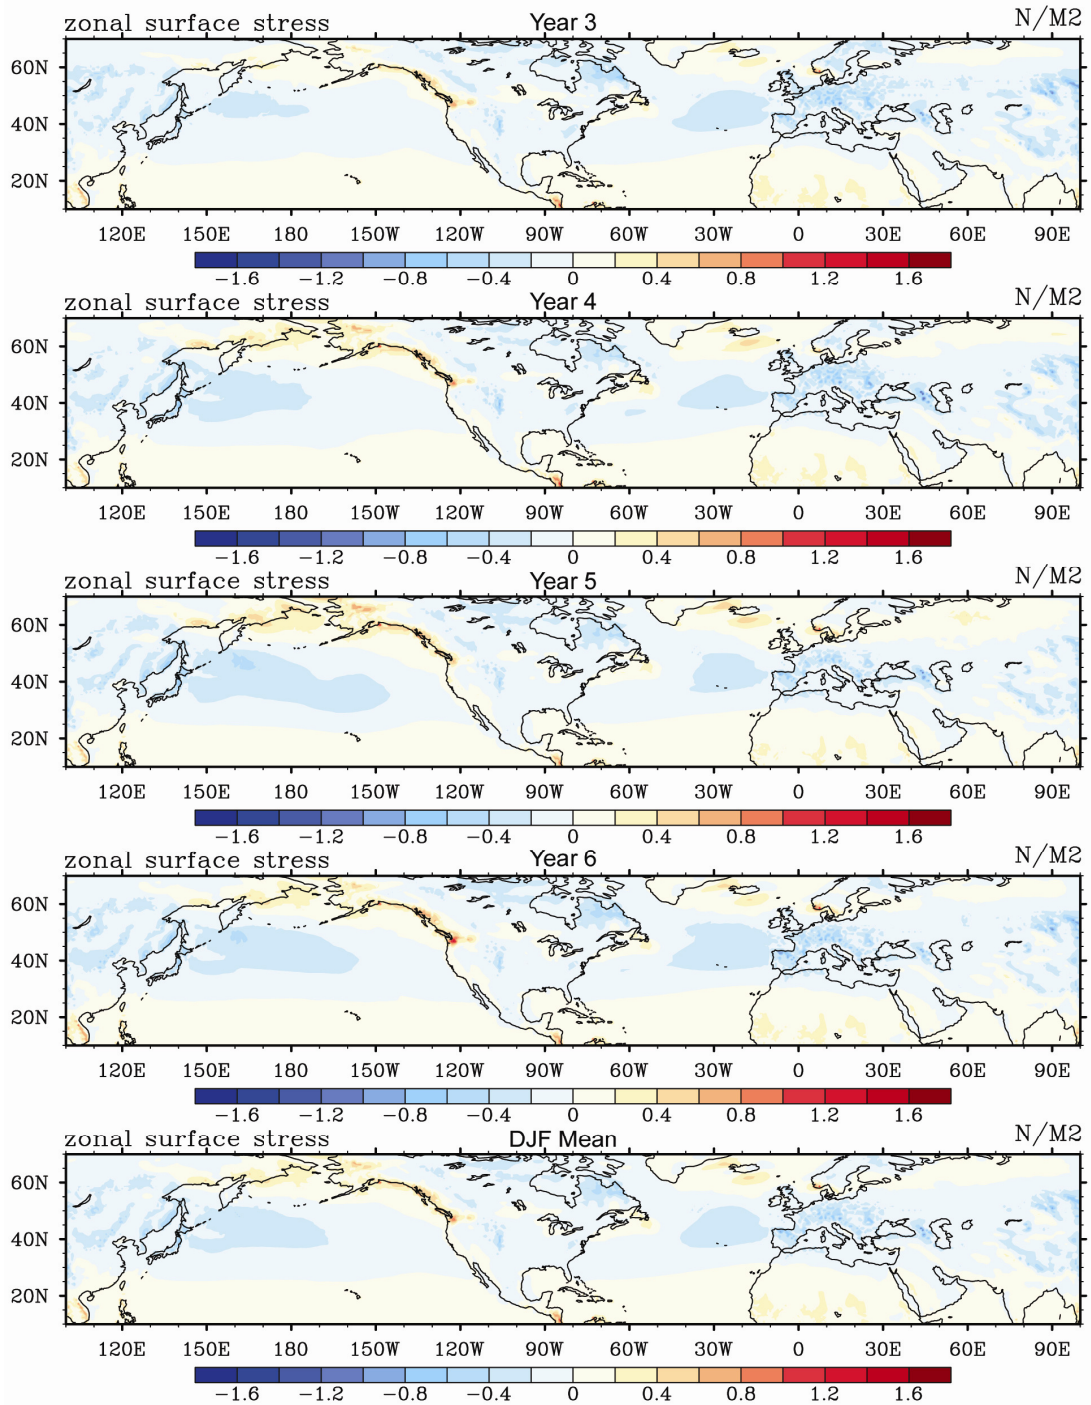 zonal surface stress Year 3 N/M2
60N
40N
20N
120E 150E 180 150W 120W 90W 60W 30W 0 30E 60E 90E
−1.6 −1.2 −0.8 −0.4 0 0.4 0.8 1.2 1.6
zonal surface stress Year 4 N/M2
60N
40N
20N
120E 150E 180 150W 120W 90W 60W 30W 0 30E 60E 90E
−1.6 −1.2 −0.8 −0.4 0 0.4 0.8 1.2 1.6
zonal surface stress Year 5 N/M2
60N
40N
20N
120E 150E 180 150W 120W 90W 60W 30W 0 30E 60E 90E
−1.6 −1.2 −0.8 −0.4 0 0.4 0.8 1.2 1.6
zonal surface stress Year 6 N/M2
60N
40N
20N
120E 150E 180 150W 120W 90W 60W 30W 0 30E 60E 90E
−1.6 −1.2 −0.8 −0.4 0 0.4 0.8 1.2 1.6
zonal surface stress DJF Mean N/M2
60N
40N
20N
120E 150E 180 150W 120W 90W 60W 30W 0 30E 60E 90E
−1.6 −1.2 −0.8 −0.4 0 0.4 0.8 1.2 1.6